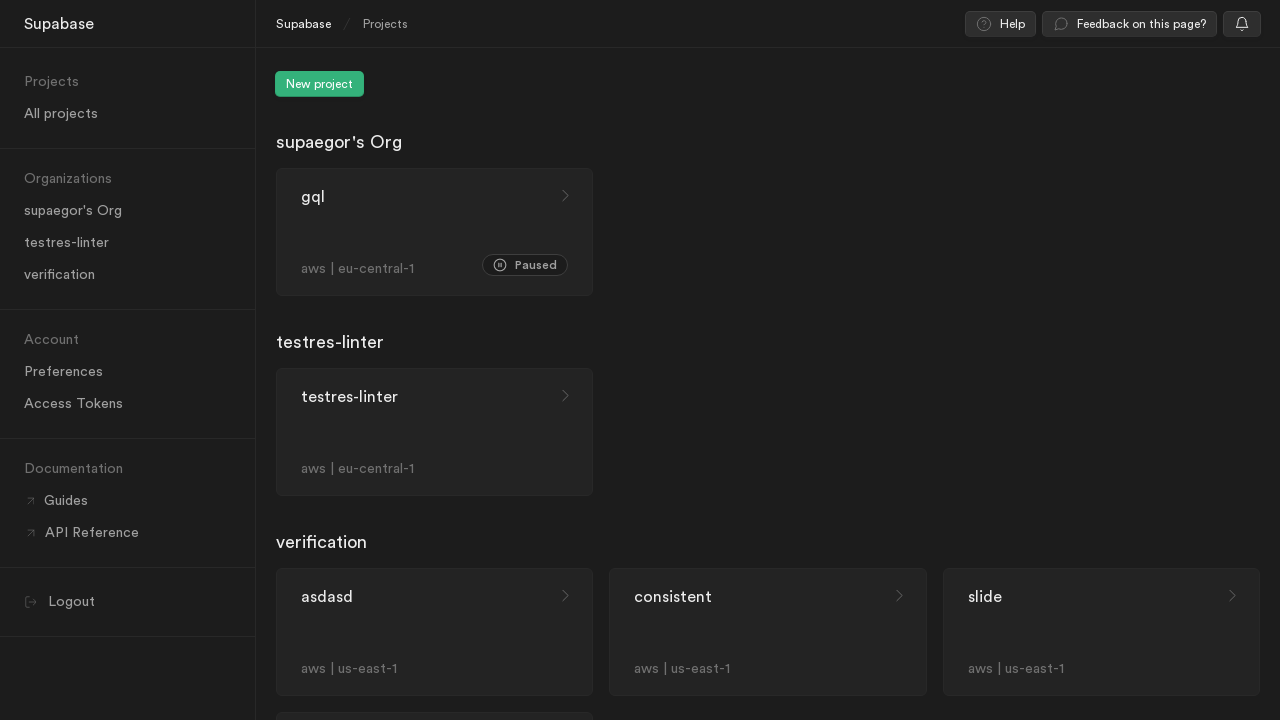 Supabase
Supabase / Projects
Help
Feedback on this page?
Projects
All projects
Organizations
supaegor's Org
testres-linter
verification
Account
Preferences
Access Tokens
Documentation
Guides
API Reference
Logout
New project
supaegor's Org
gql
aws | eu-central-1
Paused
testres-linter
testres-linter
aws | eu-central-1
verification
asdasd
aws | us-east-1
consistent
aws | us-east-1
slide
aws | us-east-1